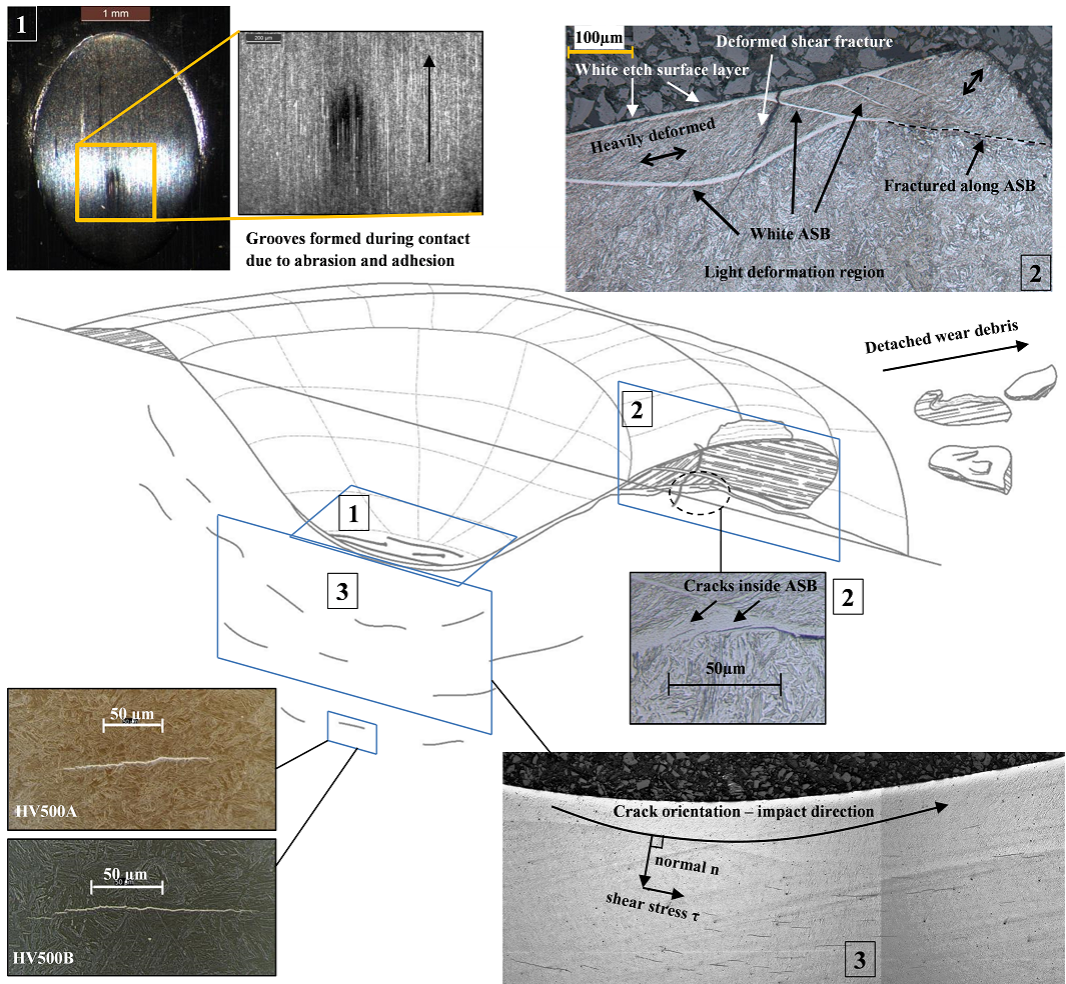 1
1 mm
200 µm
Grooves formed during contact
due to abrasion and adhesion
100µm
Deformed shear fracture
White etch surface layer
Heavily deformed
Fractured along ASB
White ASB
Light deformation region
2
Detached wear debris
2
1
3
Cracks inside ASB
2
50µm
50 µm
HV500A
50 µm
HV500B
Crack orientation – impact direction
normal n
shear stress τ
3